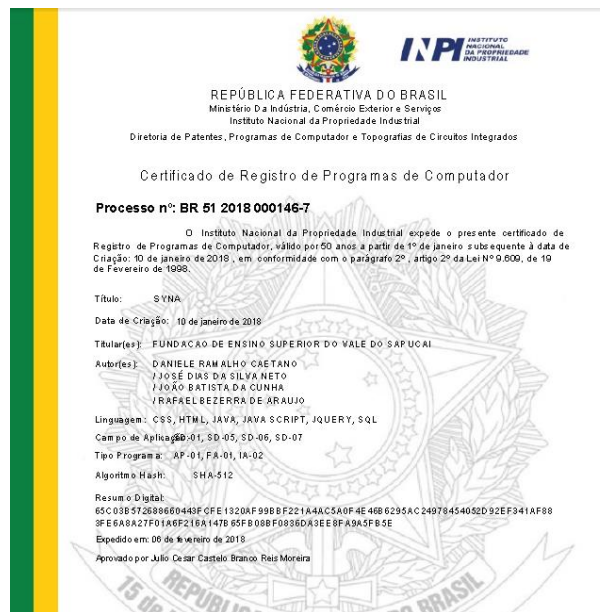 INPI INSTITUTO
NACIONAL
DA PROPRIEDADE
INDUSTRIAL
REPÚBLICA FEDERATIVA DO BRASIL
Ministério Da Indústria, Comércio Exterior e Serviços
Instituto Nacional da Propriedade Industrial
Diretoria de Patentes, Programas de Computador e Topografias de Circuitos Integrados
Certificado de Registro de Programas de Computador
Processo nº: BR 51 2018 000146-7
O Instituto Nacional da Propriedade Industrial expede o presente certificado de
Registro de Programas de Computador, válido por 50 anos a partir de 1º de janeiro subsequente à data de
Criação: 10 de janeiro de 2018 , em conformidade com o parágrafo 2º , artigo 2º da Lei Nº 9.609, de 19
de Fevereiro de 1998.
Título: SYNA
Data de Criação: 10 de janeiro de 2018
Titular(es): FUNDACAO DE ENSINO SUPERIOR DO VALE DO SAPUCAI
Autor(es): DANIELE RAMALHO CAETANO
/ JOSÉ DIAS DA SILVA NETO
/ JOÃO BATISTA DA CUNHA
/ RAFAEL BEZERRA DE ARAUJO
Linguagem: CSS, HTML, JAVA, JAVA SCRIPT, JQUERY, SQL
Campo de Aplicação: SD-01, SD-05, SD-06, SD-07
Tipo Programa: AP-01, FA-01, IA-02
Algoritmo Hash: SHA-512
Resumo Digital:
65C03B572688660443FCFE1320AF99BBF221A4AC5A0F4E46B6295AC24978454052D92EF341AF88
3FE6A8A27F01A6F216A147B65FB08BF0836DA3EE8FA9A5FB5E
Expedido em: 06 de fevereiro de 2018
Aprovado por Julio Cesar Castelo Branco Reis Moreira
REPÚBLICA
BRASIL
15 de